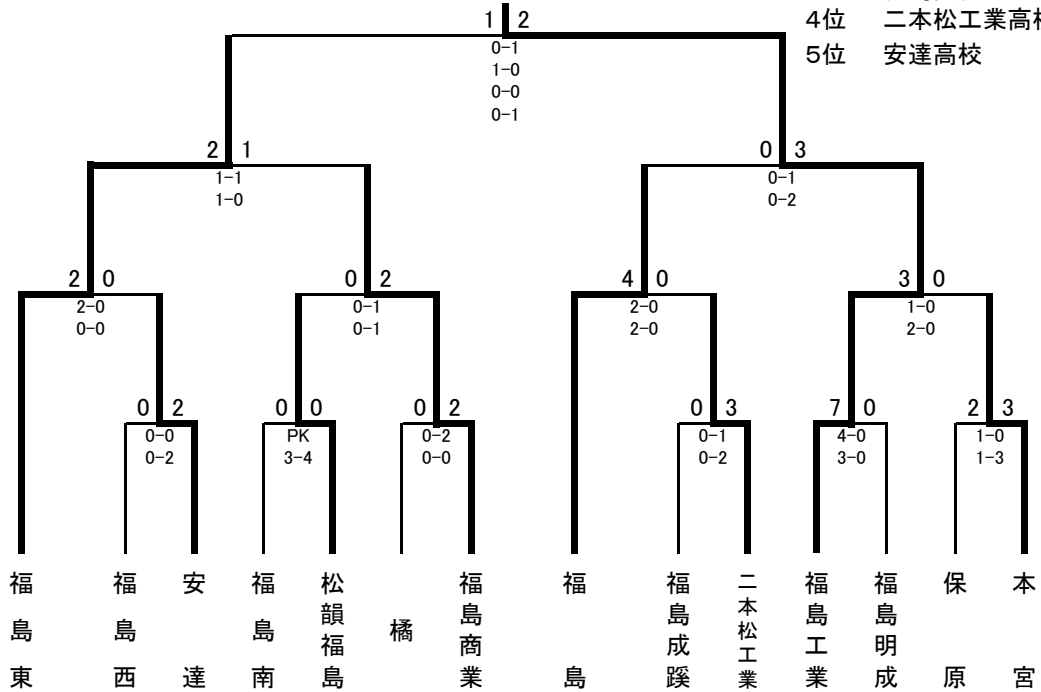 1 2
4位 二本松工業高校
0-1
5位 安達高校
1-0
0-0
0-1
2 1
0 3
1-1
0-1
1-0
0-2
2 0
0 2
4 0
3 0
2-0
0-1
2-0
1-0
0-0
0-1
2-0
2-0
0 2
0 0
0 2
0 3
7 0
2 3
0-0
PK
0-2
0-1
4-0
1-0
0-2
3-4
0-0
0-2
3-0
1-3
福島東
福島西
安達
福島南
松韻福島
橘
福島商業
福島
福島成蹊
二本松工業
福島工業
福島明成
保原
本宮